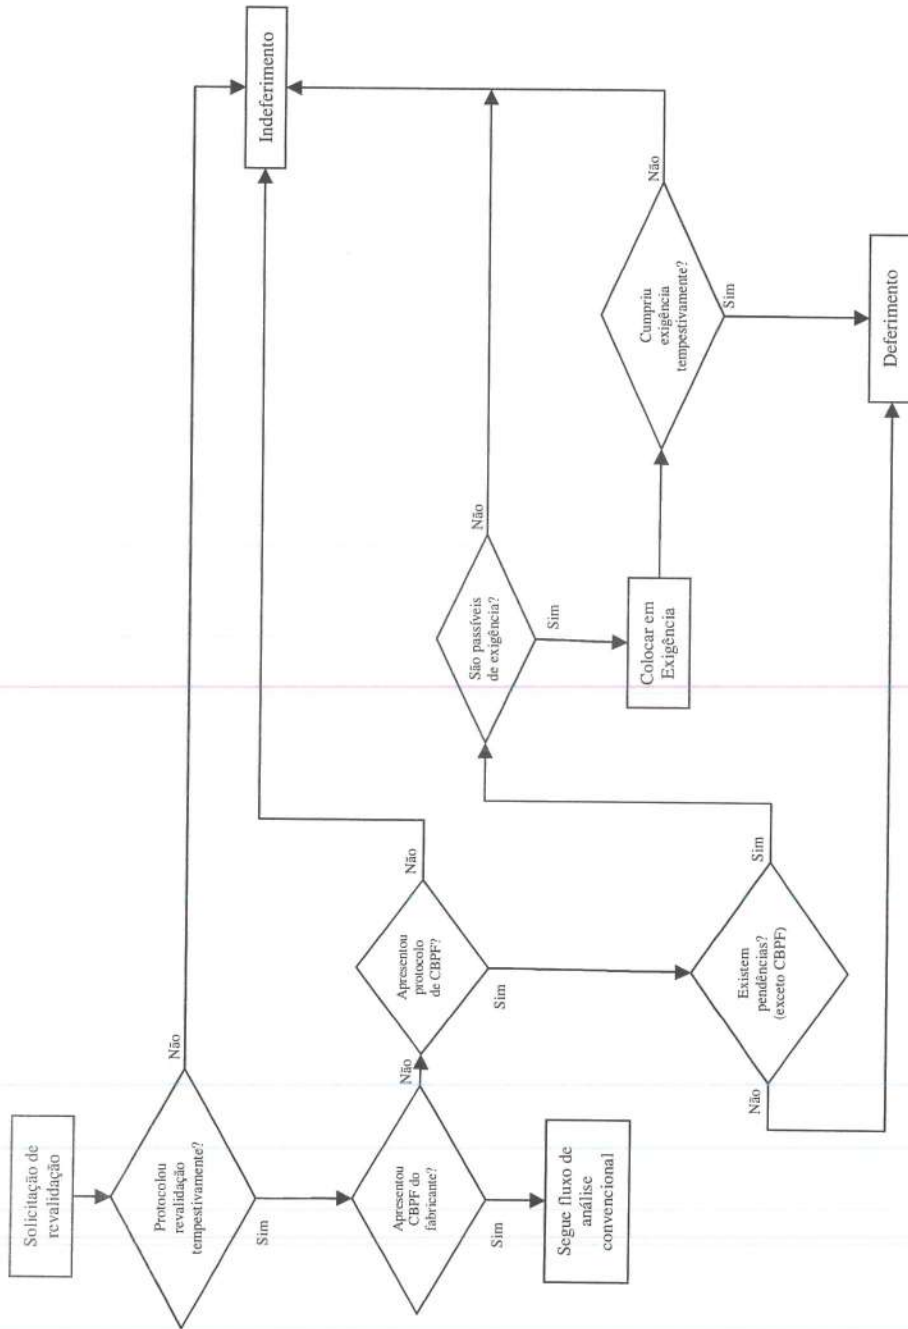 Solicitação de
revalidação
Protocolou
revalidação
tempestivamente?
Não
Sim
Indeferimento
Apresentou
CBPF do
fabricante?
Não
Sim
Segue fluxo de
análise
convencional
Apresentou
protocolo
de CBPF?
Não
Sim
Existem
pendências?
(exceto CBPF)
Não
Sim
São passíveis
de exigência?
Não
Sim
Colocar em
Exigência
Cumpriu
exigência
tempestivamente?
Não
Sim
Deferimento